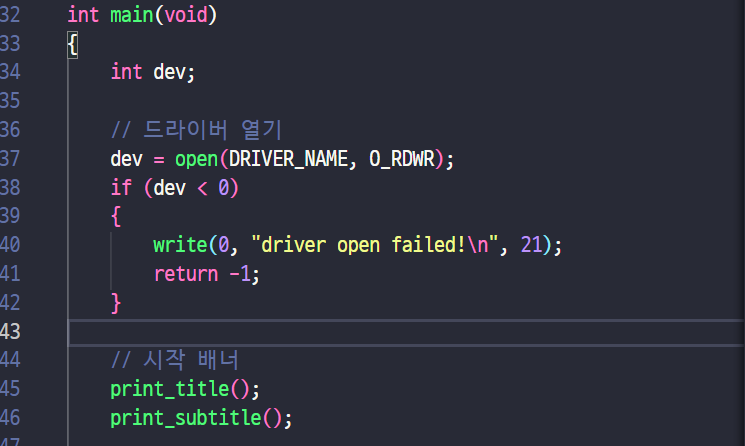 32 int main(void)
33 {
34 int dev;
35
36 // 드라이버 열기
37 dev = open(DRIVER_NAME, O_RDWR);
38 if (dev < 0)
39 {
40 write(0, "driver open failed!\n", 21);
41 return -1;
42 }
43
44 // 시작 배너
45 print_title();
46 print_subtitle();
47